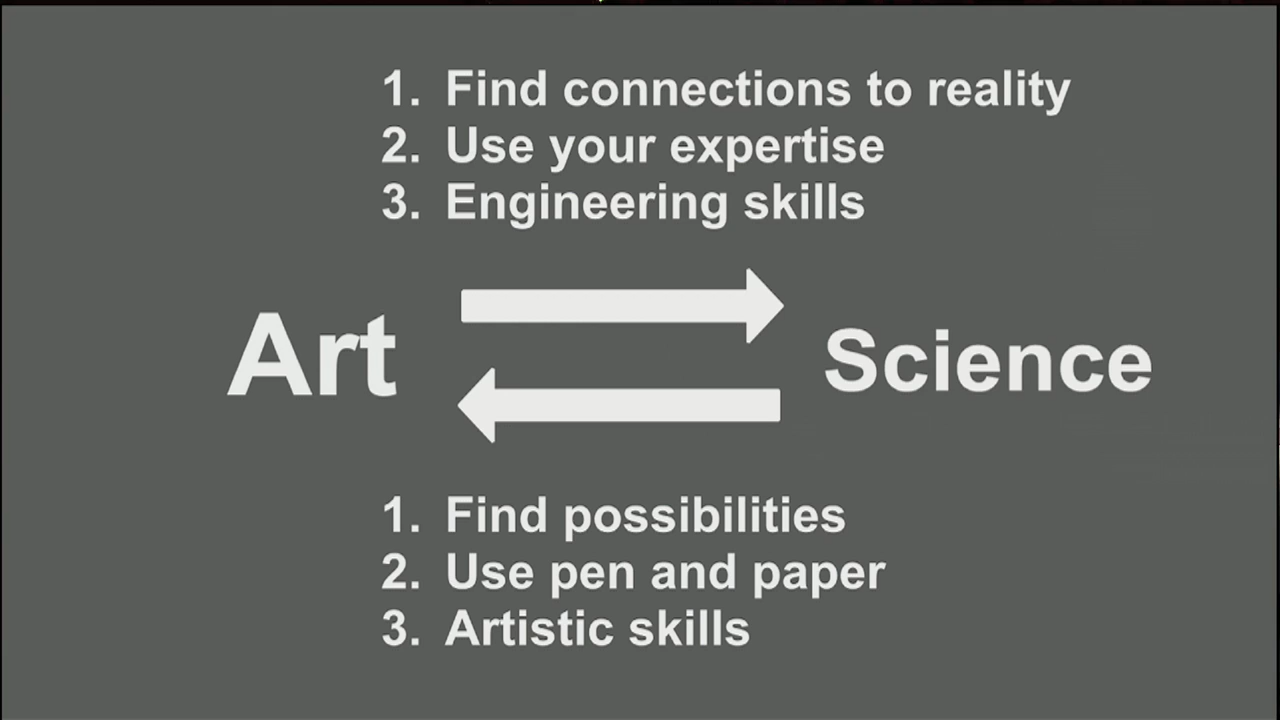 1. Find connections to reality
2. Use your expertise
3. Engineering skills
Art
Science
1. Find possibilities
2. Use pen and paper
3. Artistic skills